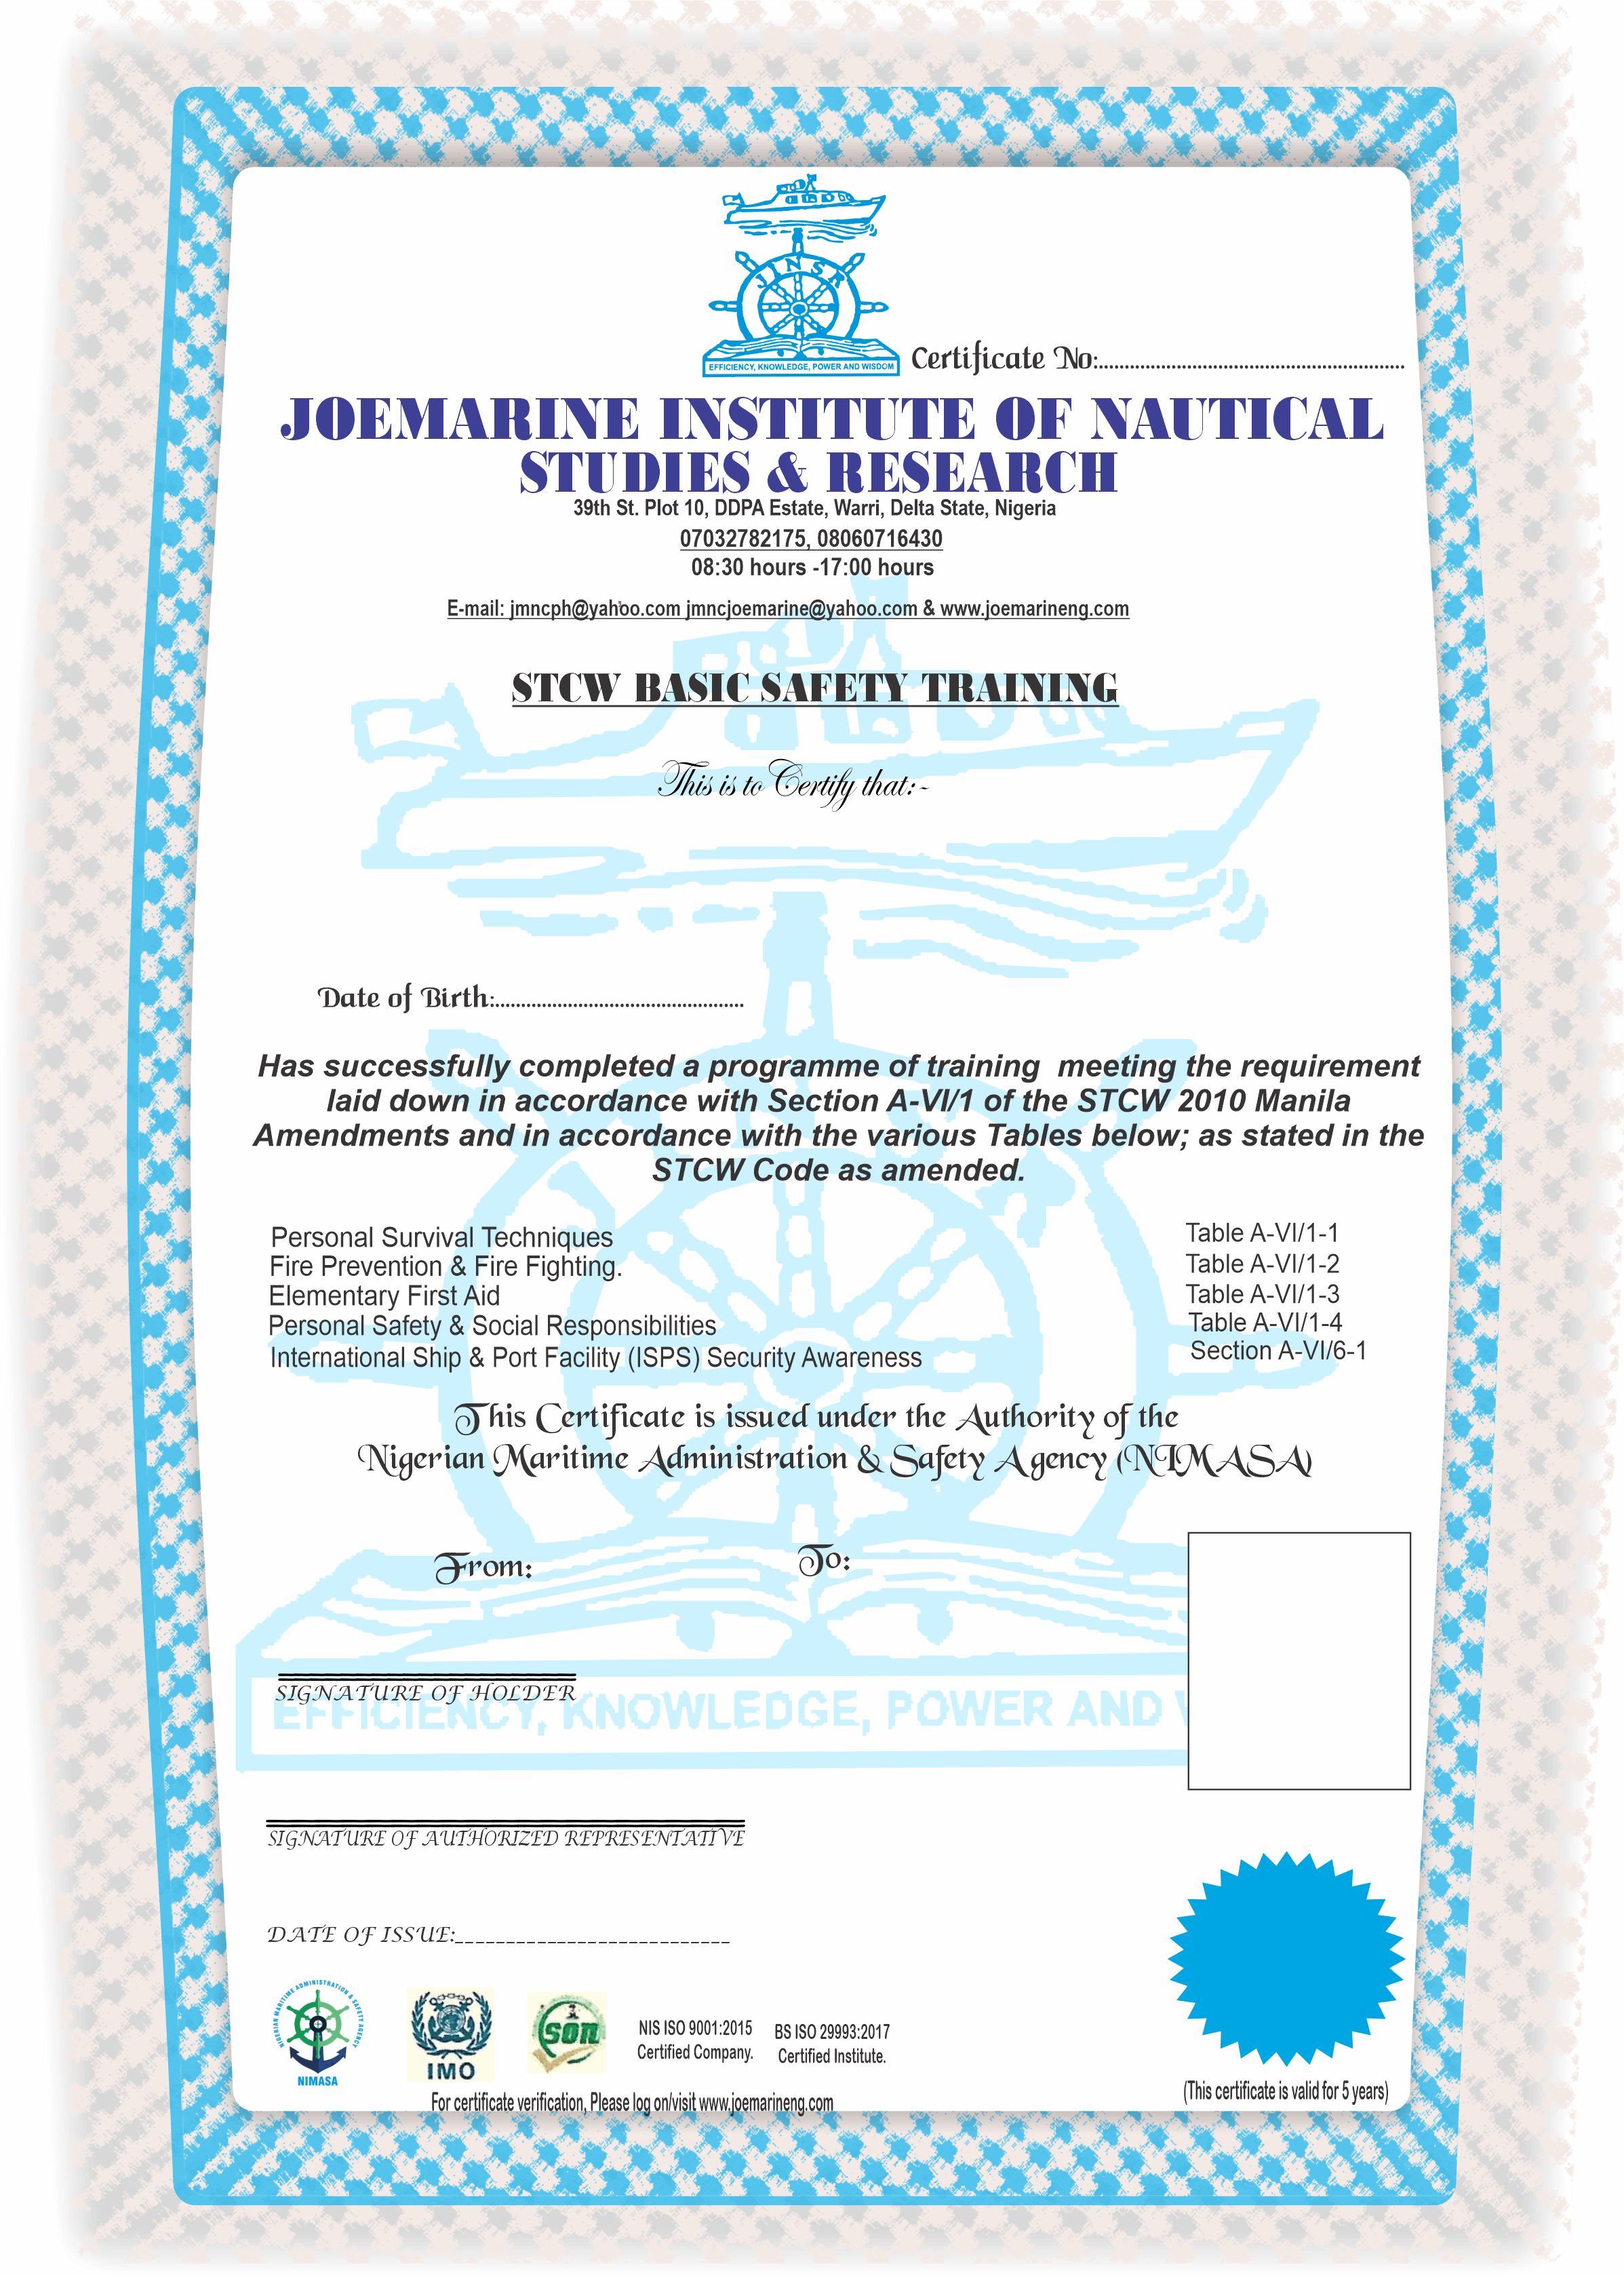 JINSR
EFFICIENCY, KNOWLEDGE, POWER AND WISDOM
Certificate No:............................................................
JOEMARINE INSTITUTE OF NAUTICAL
STUDIES & RESEARCH
39th St. Plot 10, DDPA Estate, Warri, Delta State, Nigeria
07032782175, 08060716430
08:30 hours -17:00 hours
E-mail: jmncph@yahoo.com jmncjoemarine@yahoo.com & www.joemarineng.com
STCW BASIC SAFETY TRAINING
This is to Certify that:-
Date of Birth:................................................
Has successfully completed a programme of training meeting the requirement
laid down in accordance with Section A-VI/1 of the STCW 2010 Manila
Amendments and in accordance with the various Tables below; as stated in the
STCW Code as amended.
Personal Survival Techniques Table A-VI/1-1
Fire Prevention & Fire Fighting. Table A-VI/1-2
Elementary First Aid Table A-VI/1-3
Personal Safety & Social Responsibilities Table A-VI/1-4
International Ship & Port Facility (ISPS) Security Awareness Section A-VI/6-1
This Certificate is issued under the Authority of the
Nigerian Maritime Administration & Safety Agency (NIMASA)
From: To:
SIGNATURE OF HOLDER
EFFICIENCY, KNOWLEDGE, POWER AND
SIGNATURE OF AUTHORIZED REPRESENTATIVE
DATE OF ISSUE:___________________________
NIGERIAN MARITIME ADMINISTRATION & SAFETY AGENCY
NIMASA
IMO
SON
NIS ISO 9001:2015
Certified Company.
BS ISO 29993:2017
Certified Institute.
For certificate verification, Please log on/visit www.joemarineng.com
(This certificate is valid for 5 years)